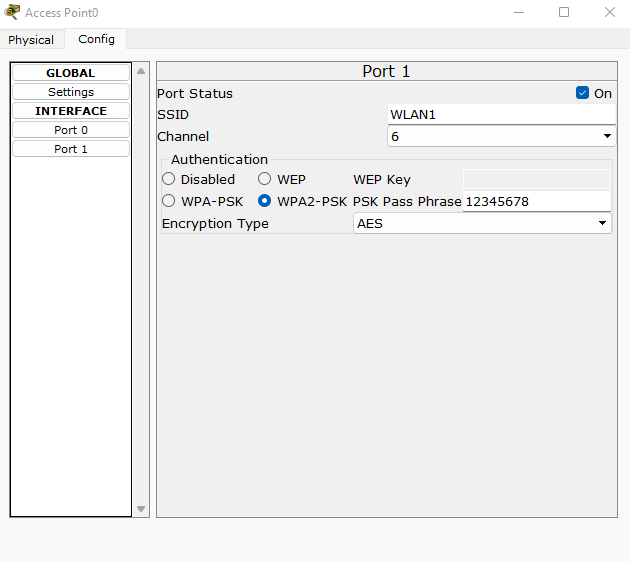 Access Point0
Physical Config
GLOBAL
Settings
INTERFACE
Port 0
Port 1
Port 1
Port Status On
SSID WLAN1
Channel 6
Authentication
Disabled WEP WEP Key
WPA-PSK WPA2-PSK PSK Pass Phrase 12345678
Encryption Type AES